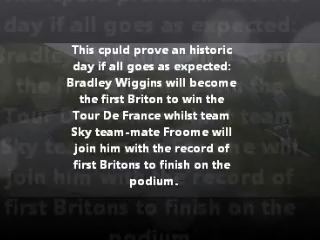 This cpuld prove an historic
day if all goes as expected:
Bradley Wiggins will become
the first Briton to win the
Tour De France whilst team
Sky team-mate Froome will
join him with the record of
first Britons to finish on the
podium.